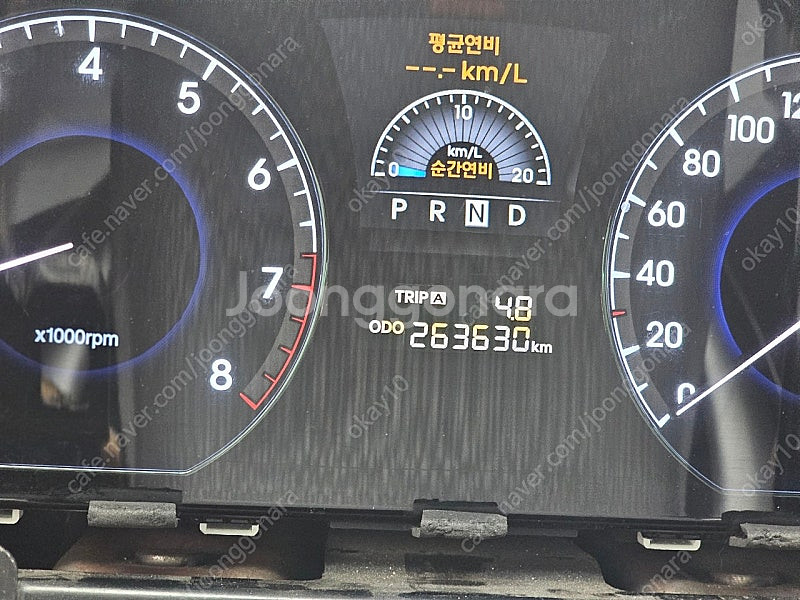 평균연비
--.- km/L
4
5
6
7
8
x1000rpm
10
km/L
0 순간연비 20
P R N D
TRIP A 4.8
ODO 263630 km
120
100
80
60
40
20
0
Joonggonara
cafe.naver.com/joonggonara
okay10